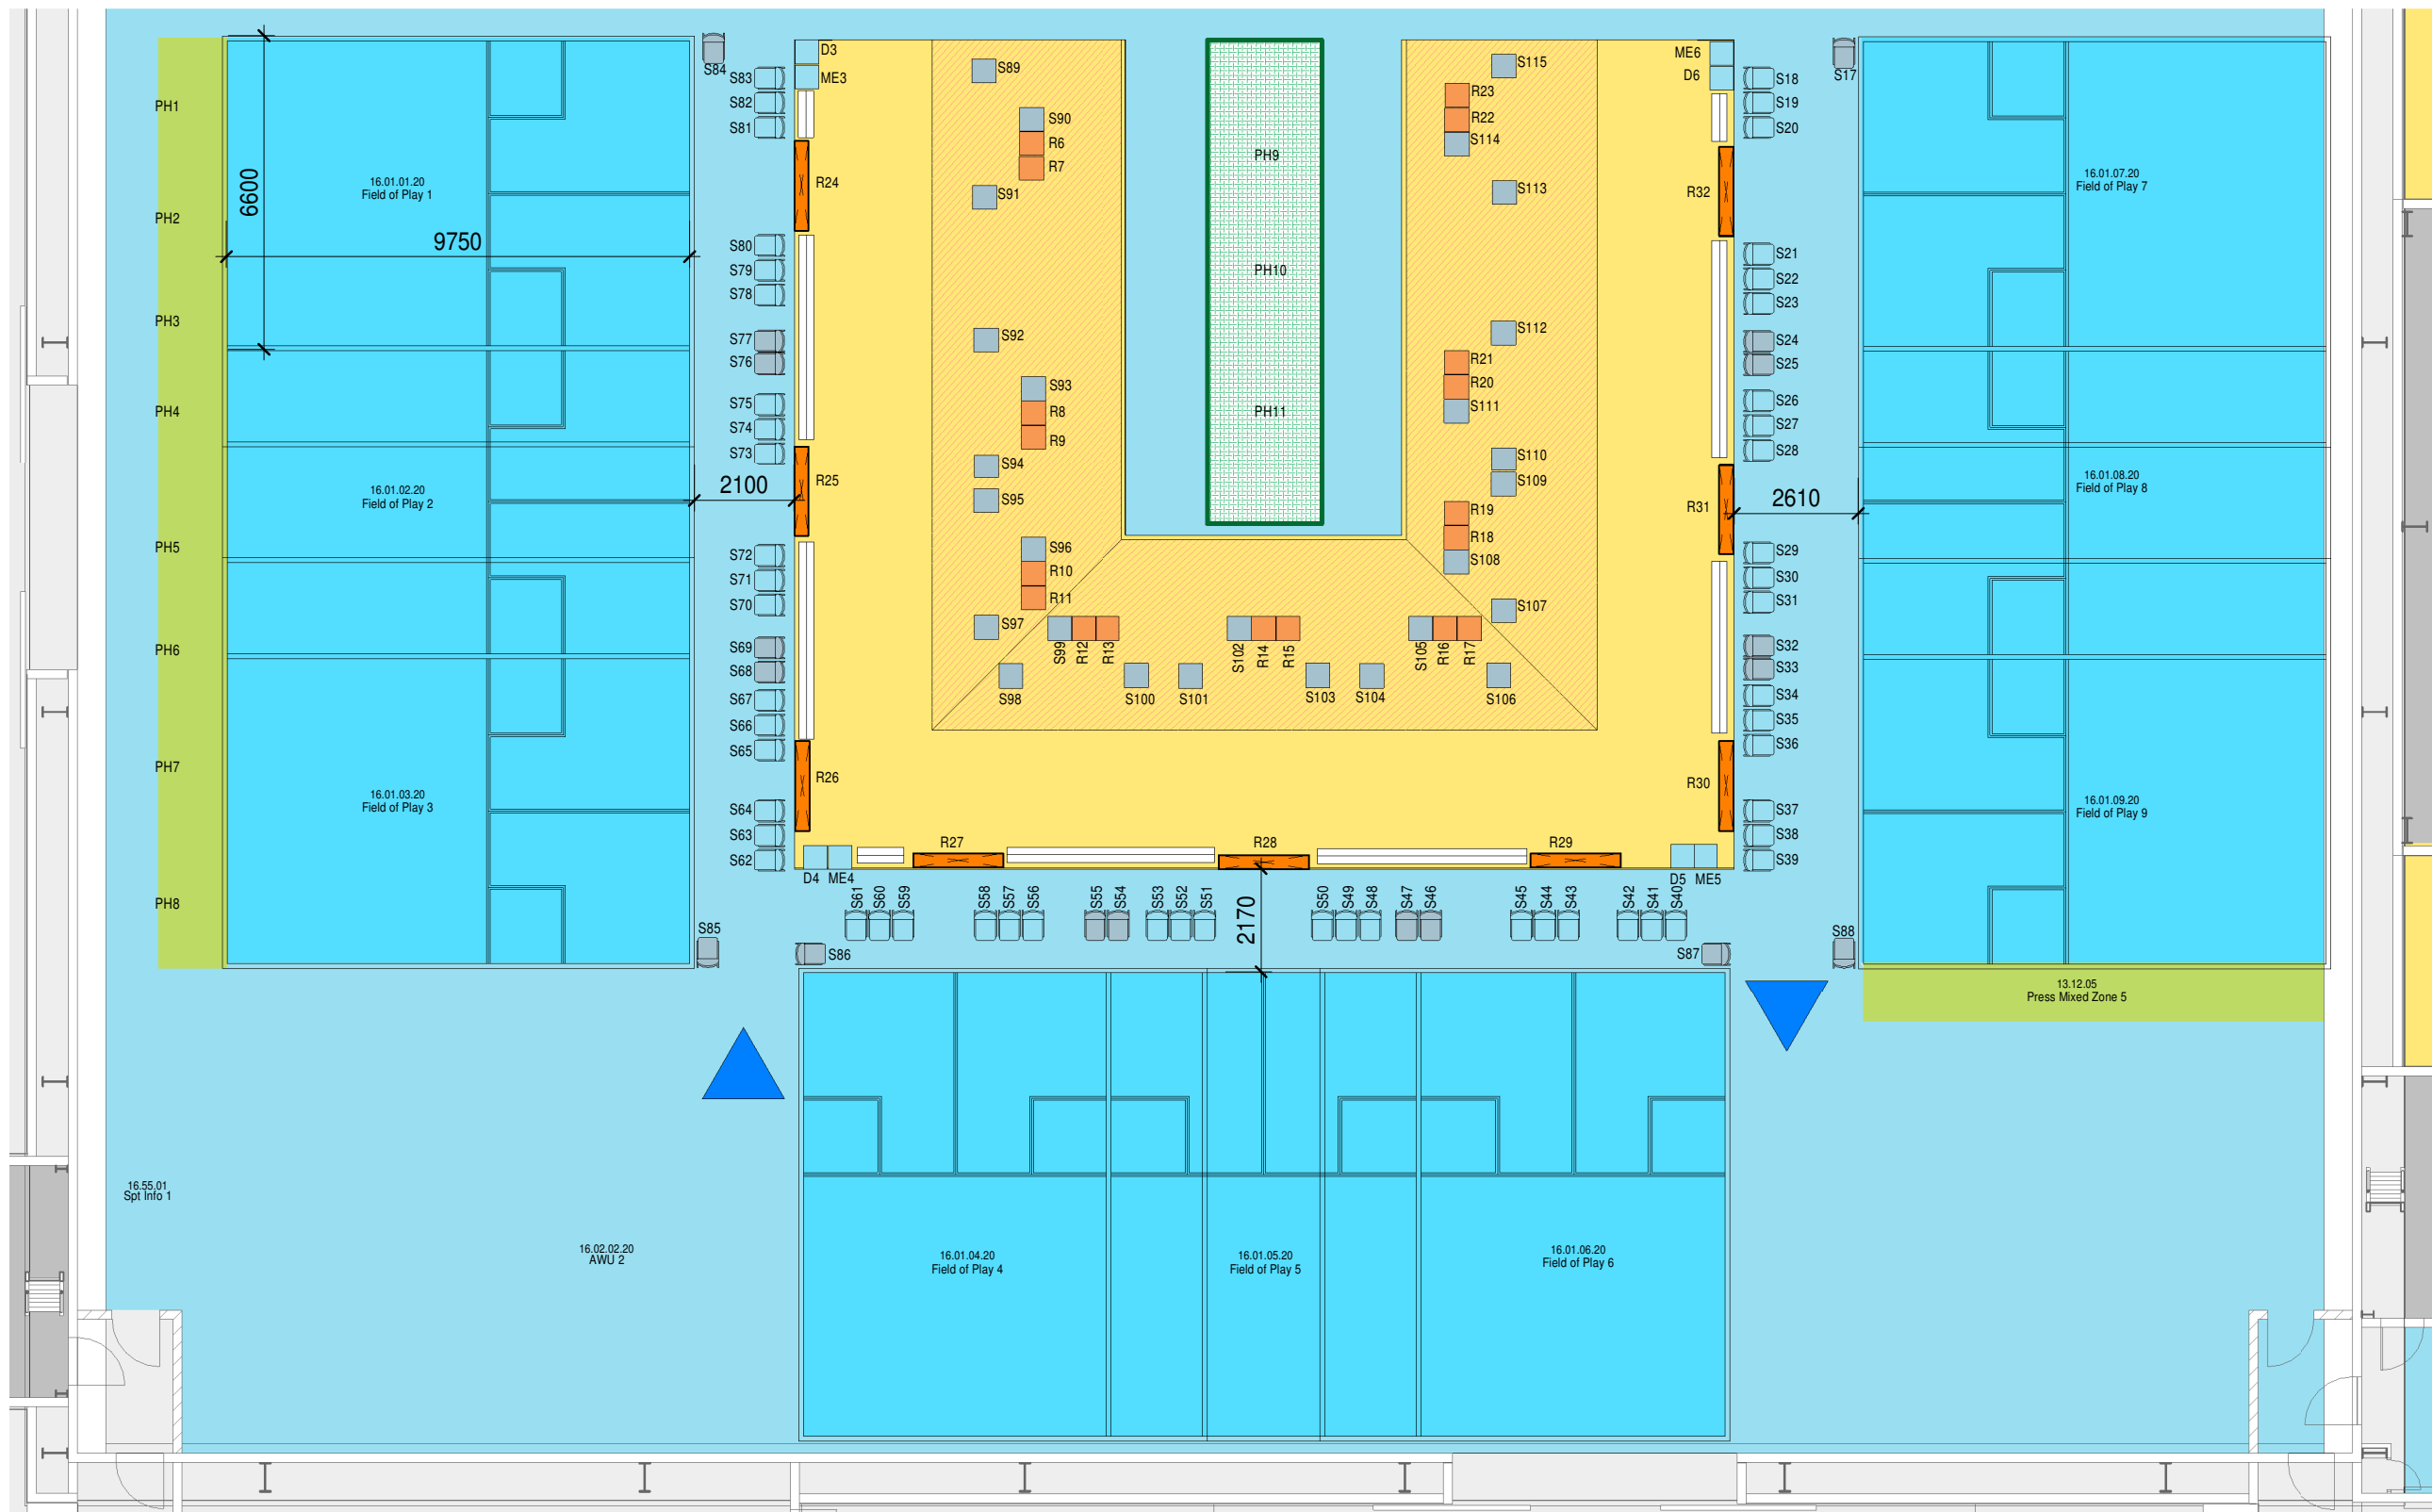 PH1
PH2
PH3
PH4
PH5
PH6
PH7
PH8
6600
9750
16.01.01.20
Field of Play 1
16.01.02.20
Field of Play 2
16.01.03.20
Field of Play 3
S84
S83
S82
S81
S80
S79
S78
S77
S76
S75
S74
S73
2100
S72
S71
S70
S69
S68
S67
S66
S65
S64
S63
S62
S85
D3
ME3
R24
R25
R26
S89
S90
R6
R7
S91
S92
S93
R8
R9
S94
S95
S96
R10
R11
S97
S99
R12
R13
S98
S100
S101
S102
R14
R15
S103
S104
S105
R16
R17
S106
PH9
PH10
PH11
S115
R23
R22
S114
S113
S112
R21
R20
S111
S110
S109
R19
R18
S108
S107
ME6
D6
R32
R31
R30
R27
R28
R29
D4
ME4
D5
ME5
S61
S60
S59
S58
S57
S56
S55
S54
S53
S52
S51
2170
S50
S49
S48
S47
S46
S45
S44
S43
S42
S41
S40
S86
S87
S17
S18
S19
S20
S21
S22
S23
S24
S25
S26
S27
S28
2610
S29
S30
S31
S32
S33
S34
S35
S36
S37
S38
S39
S88
16.01.07.20
Field of Play 7
16.01.08.20
Field of Play 8
16.01.09.20
Field of Play 9
13.12.05
Press Mixed Zone 5
16.55.01
Spt Info 1
16.02.02.20
AWU 2
16.01.04.20
Field of Play 4
16.01.05.20
Field of Play 5
16.01.06.20
Field of Play 6